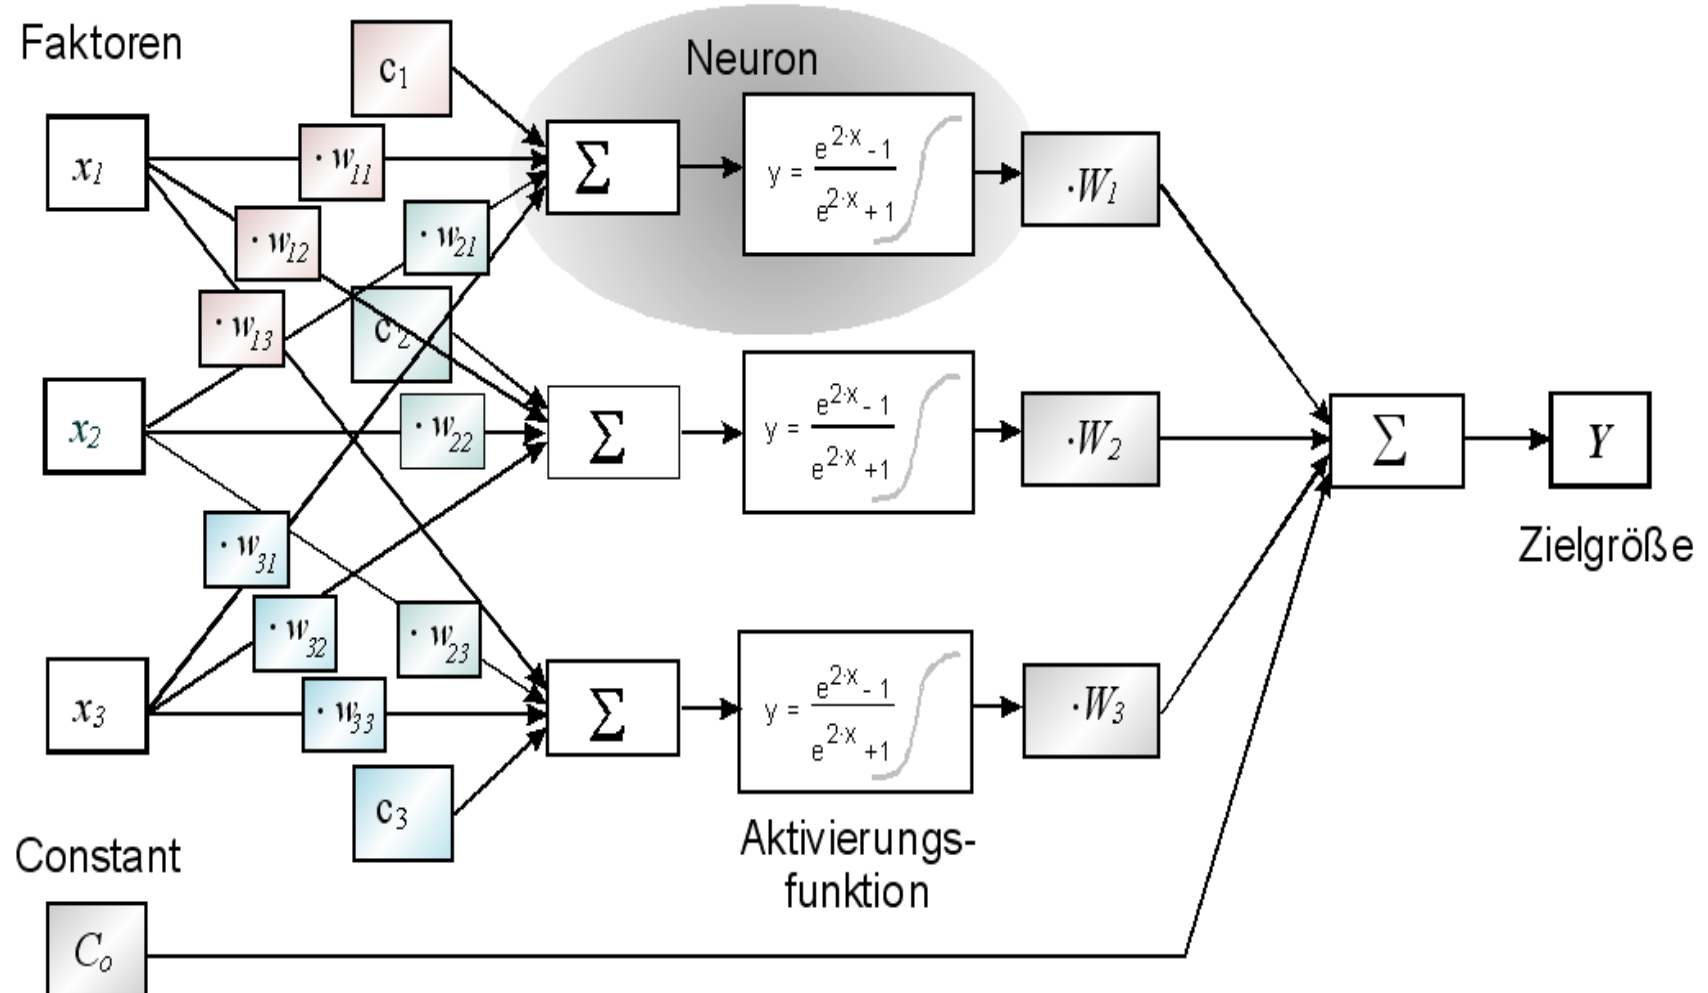 Faktoren
Neuron
c1
x1
· w11
Σ
y = (e^2·x - 1) / (e^2·x + 1)
·W1
· w12
· w21
· w13
c2
x2
· w22
Σ
y = (e^2·x - 1) / (e^2·x + 1)
·W2
Σ
Y
Zielgröße
· w31
· w32
· w23
x3
· w33
Σ
y = (e^2·x - 1) / (e^2·x + 1)
·W3
c3
Aktivierungs-
funktion
Constant
Co